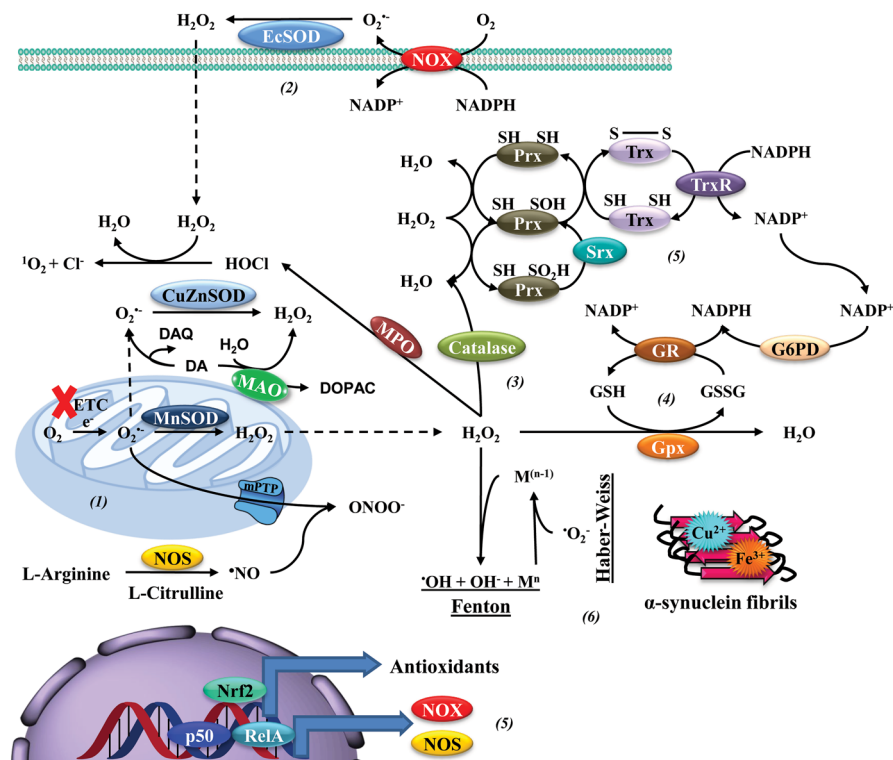 H₂O₂
EcSOD
O₂•-
O₂
NOX
(2)
NADP⁺
NADPH
H₂O
H₂O₂
¹O₂ + Cl-
HOCl
SH SH
Prx
S S
Trx
NADPH
TrxR
H₂O
H₂O₂
H₂O
SH SOH
Prx
SH SH
Trx
NADP⁺
Srx
(5)
SH SO₂H
Prx
CuZnSOD
O₂•-
H₂O₂
DAQ
H₂O
DA
MAO
DOPAC
MPO
Catalase
(3)
NADP⁺
NADPH
NADP⁺
GR
G6PD
GSH
(4)
GSSG
ETC
e-
O₂
O₂•-
MnSOD
H₂O₂
H₂O₂
Gpx
H₂O
(1)
mPTP
ONOO-
M(n-1)
•O₂-
Haber-Weiss
Cu²⁺
Fe³⁺
NOS
L-Arginine
•NO
L-Citrulline
•OH + OH- + Mⁿ
Fenton
(6)
α-synuclein fibrils
Antioxidants
Nrf2
p50
RelA
NOX
NOS
(5)